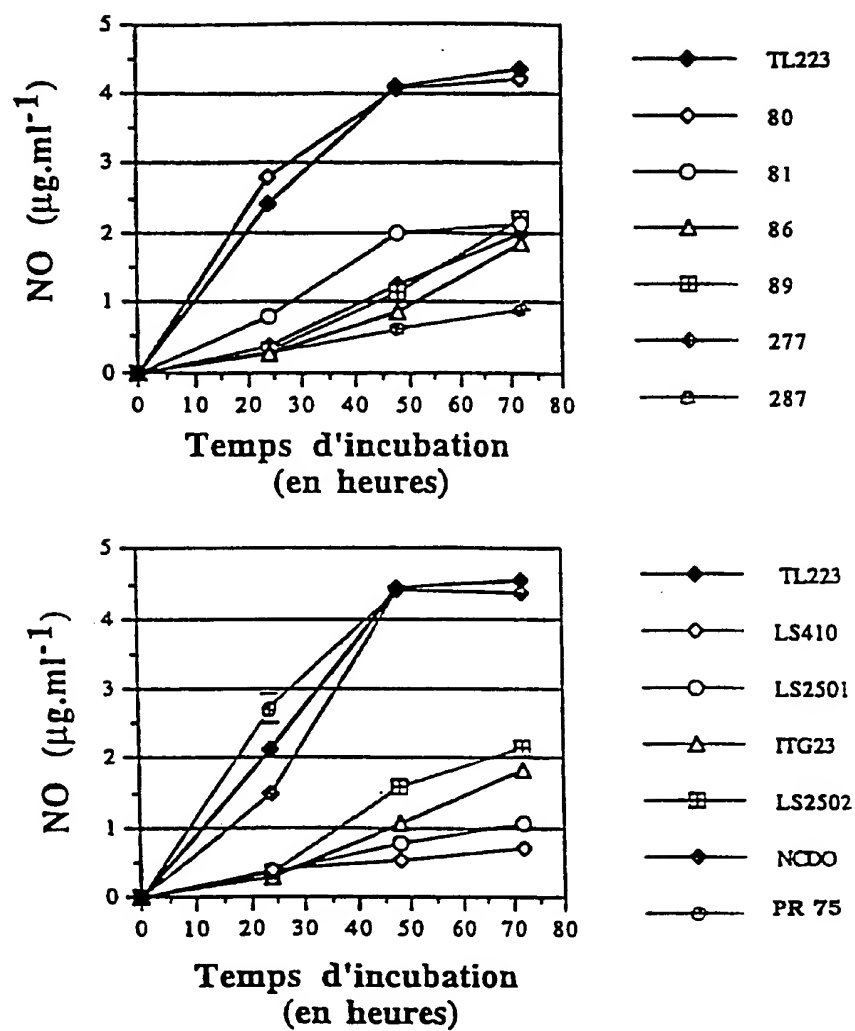 5
4
3
2
1
0
NO (µg.ml-1)
0 10 20 30 40 50 60 70 80
Temps d'incubation
(en heures)
TL223
80
81
86
89
277
287
5
4
3
2
1
0
NO (µg.ml-1)
0 10 20 30 40 50 60 70 80
Temps d'incubation
(en heures)
TL223
LS410
LS2501
ITG23
LS2502
NCDO
PR 75